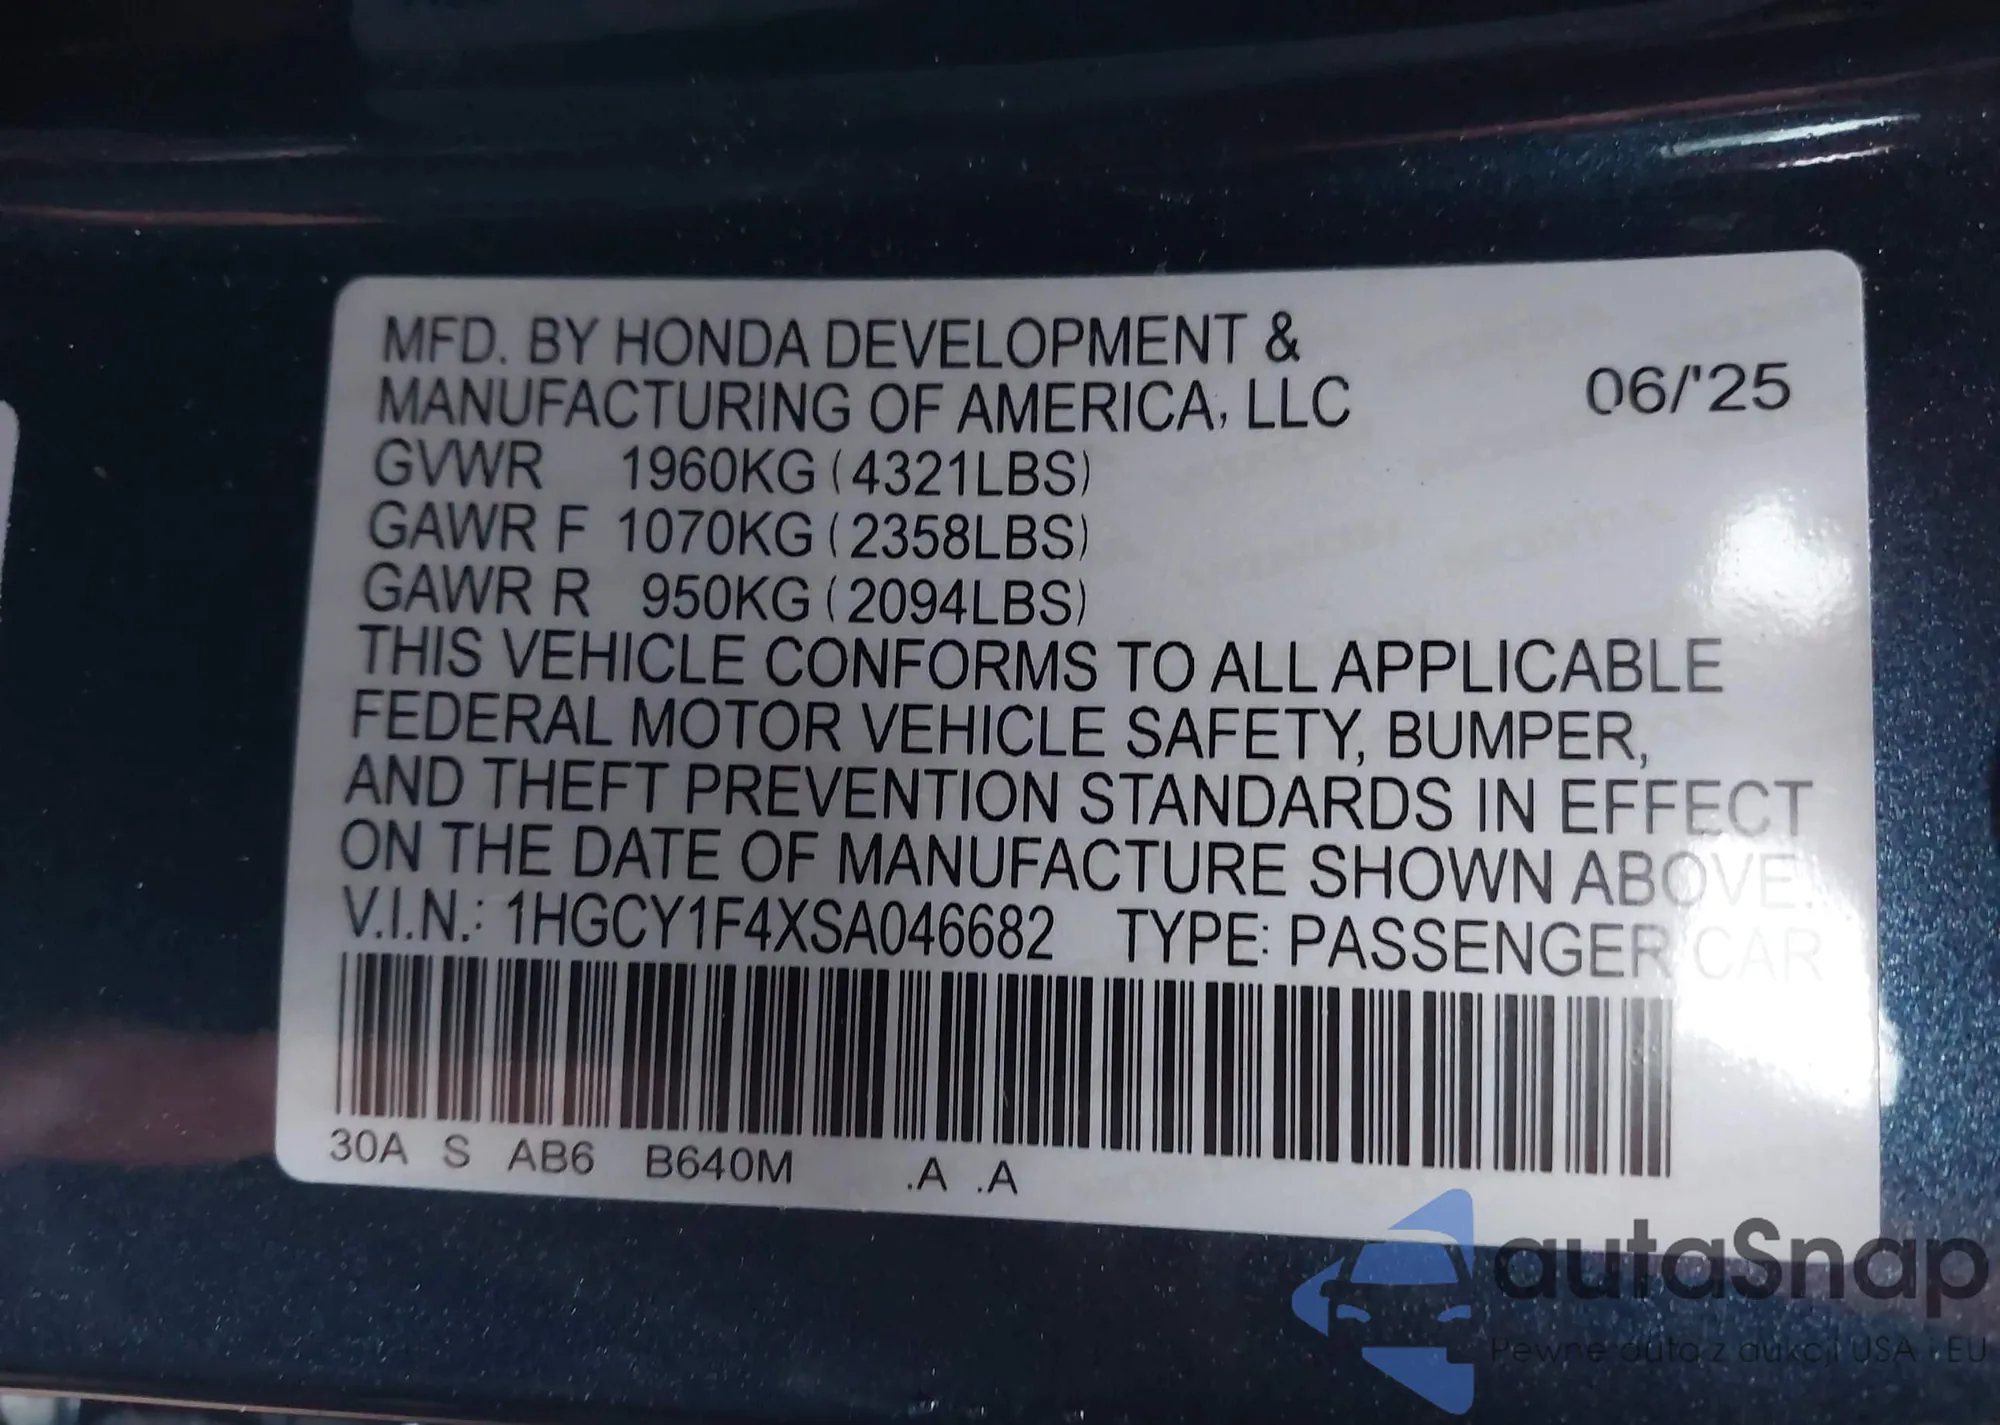 MFD. BY HONDA DEVELOPMENT &
MANUFACTURING OF AMERICA, LLC
06/'25
GVWR 1960KG (4321LBS)
GAWR F 1070KG (2358LBS)
GAWR R 950KG (2094LBS)
THIS VEHICLE CONFORMS TO ALL APPLICABLE
FEDERAL MOTOR VEHICLE SAFETY, BUMPER,
AND THEFT PREVENTION STANDARDS IN EFFECT
ON THE DATE OF MANUFACTURE SHOWN ABOVE.
V.I.N.: 1HGCY1F4XSA046682 TYPE: PASSENGER CAR
30A S AB6 B640M .A .A
autaSnap
Pewne auta z aukcji USA i EU